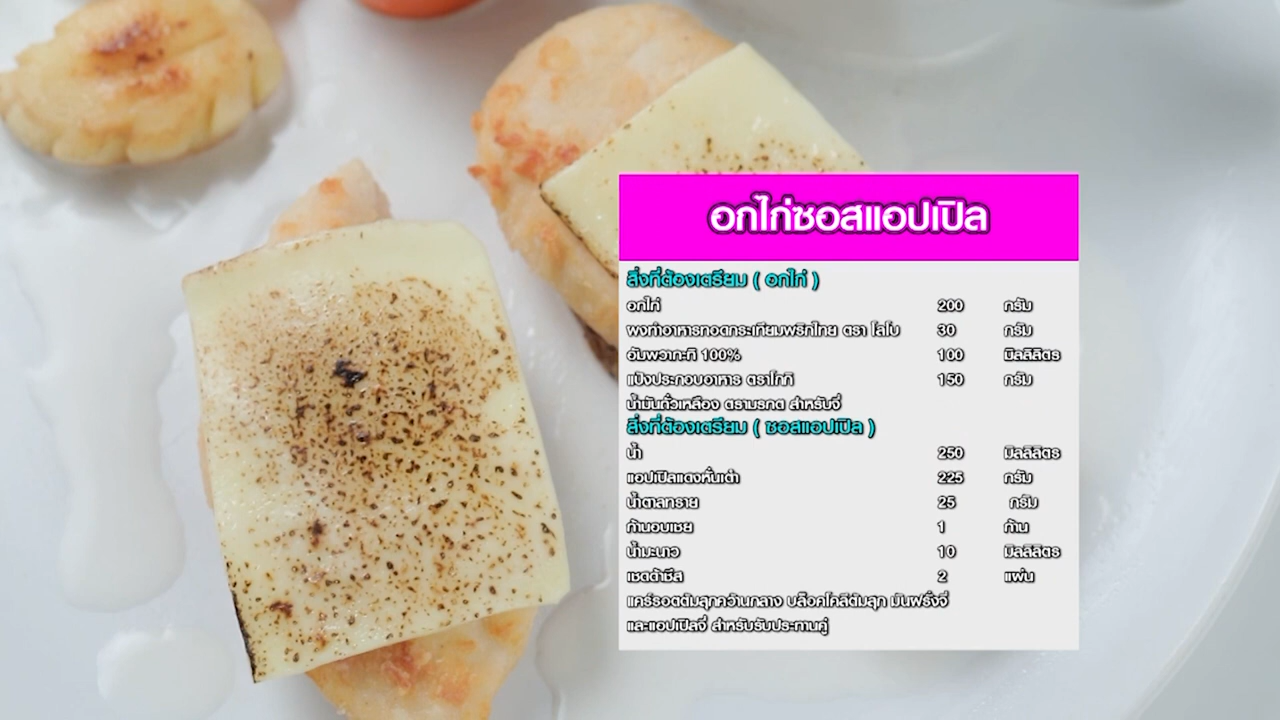 อกไก่ซอสแอปเปิล
สิ่งที่ต้องเตรียม ( อกไก่ )
อกไก่ 200 กรัม
ผงทำอาหารทอดกระเทียมพริกไทย ตรา โลโบ 30 กรัม
อัมพวากะทิ 100% 100 มิลลิลิตร
แป้งประกอบอาหาร ตราโกกิ 150 กรัม
น้ำมันถั่วเหลือง ตรามรกต สำหรับจี่
สิ่งที่ต้องเตรียม ( ซอสแอปเปิล )
น้ำ 250 มิลลิลิตร
แอปเปิลแดงหั่นเต๋า 225 กรัม
น้ำตาลทราย 25 กรัม
ก้านอบเชย 1 ก้าน
น้ำมะนาว 10 มิลลิลิตร
เชดด้าชีส 2 แผ่น
แคร์รอตต้มสุกคว้านกลาง บล็อคโคลีต้มสุก มันฝรั่งจี่
และแอปเปิลจี่ สำหรับรับประทานคู่